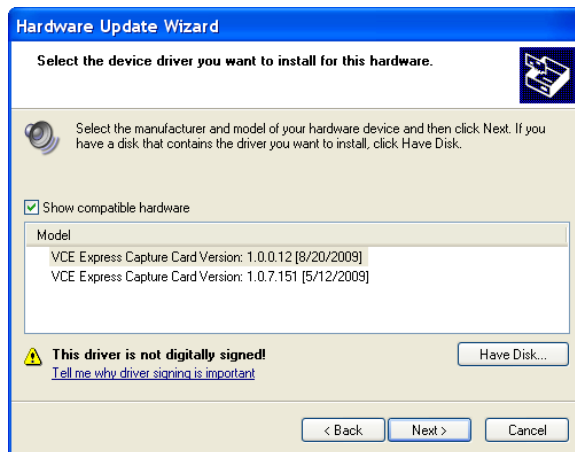 Hardware Update Wizard
Select the device driver you want to install for this hardware.
Select the manufacturer and model of your hardware device and then click Next. If you
have a disk that contains the driver you want to install, click Have Disk.
Show compatible hardware
Model
VCE Express Capture Card Version: 1.0.0.12 [8/20/2009]
VCE Express Capture Card Version: 1.0.7.151 [5/12/2009]
This driver is not digitally signed!
Have Disk...
Tell me why driver signing is important
< Back
Next >
Cancel